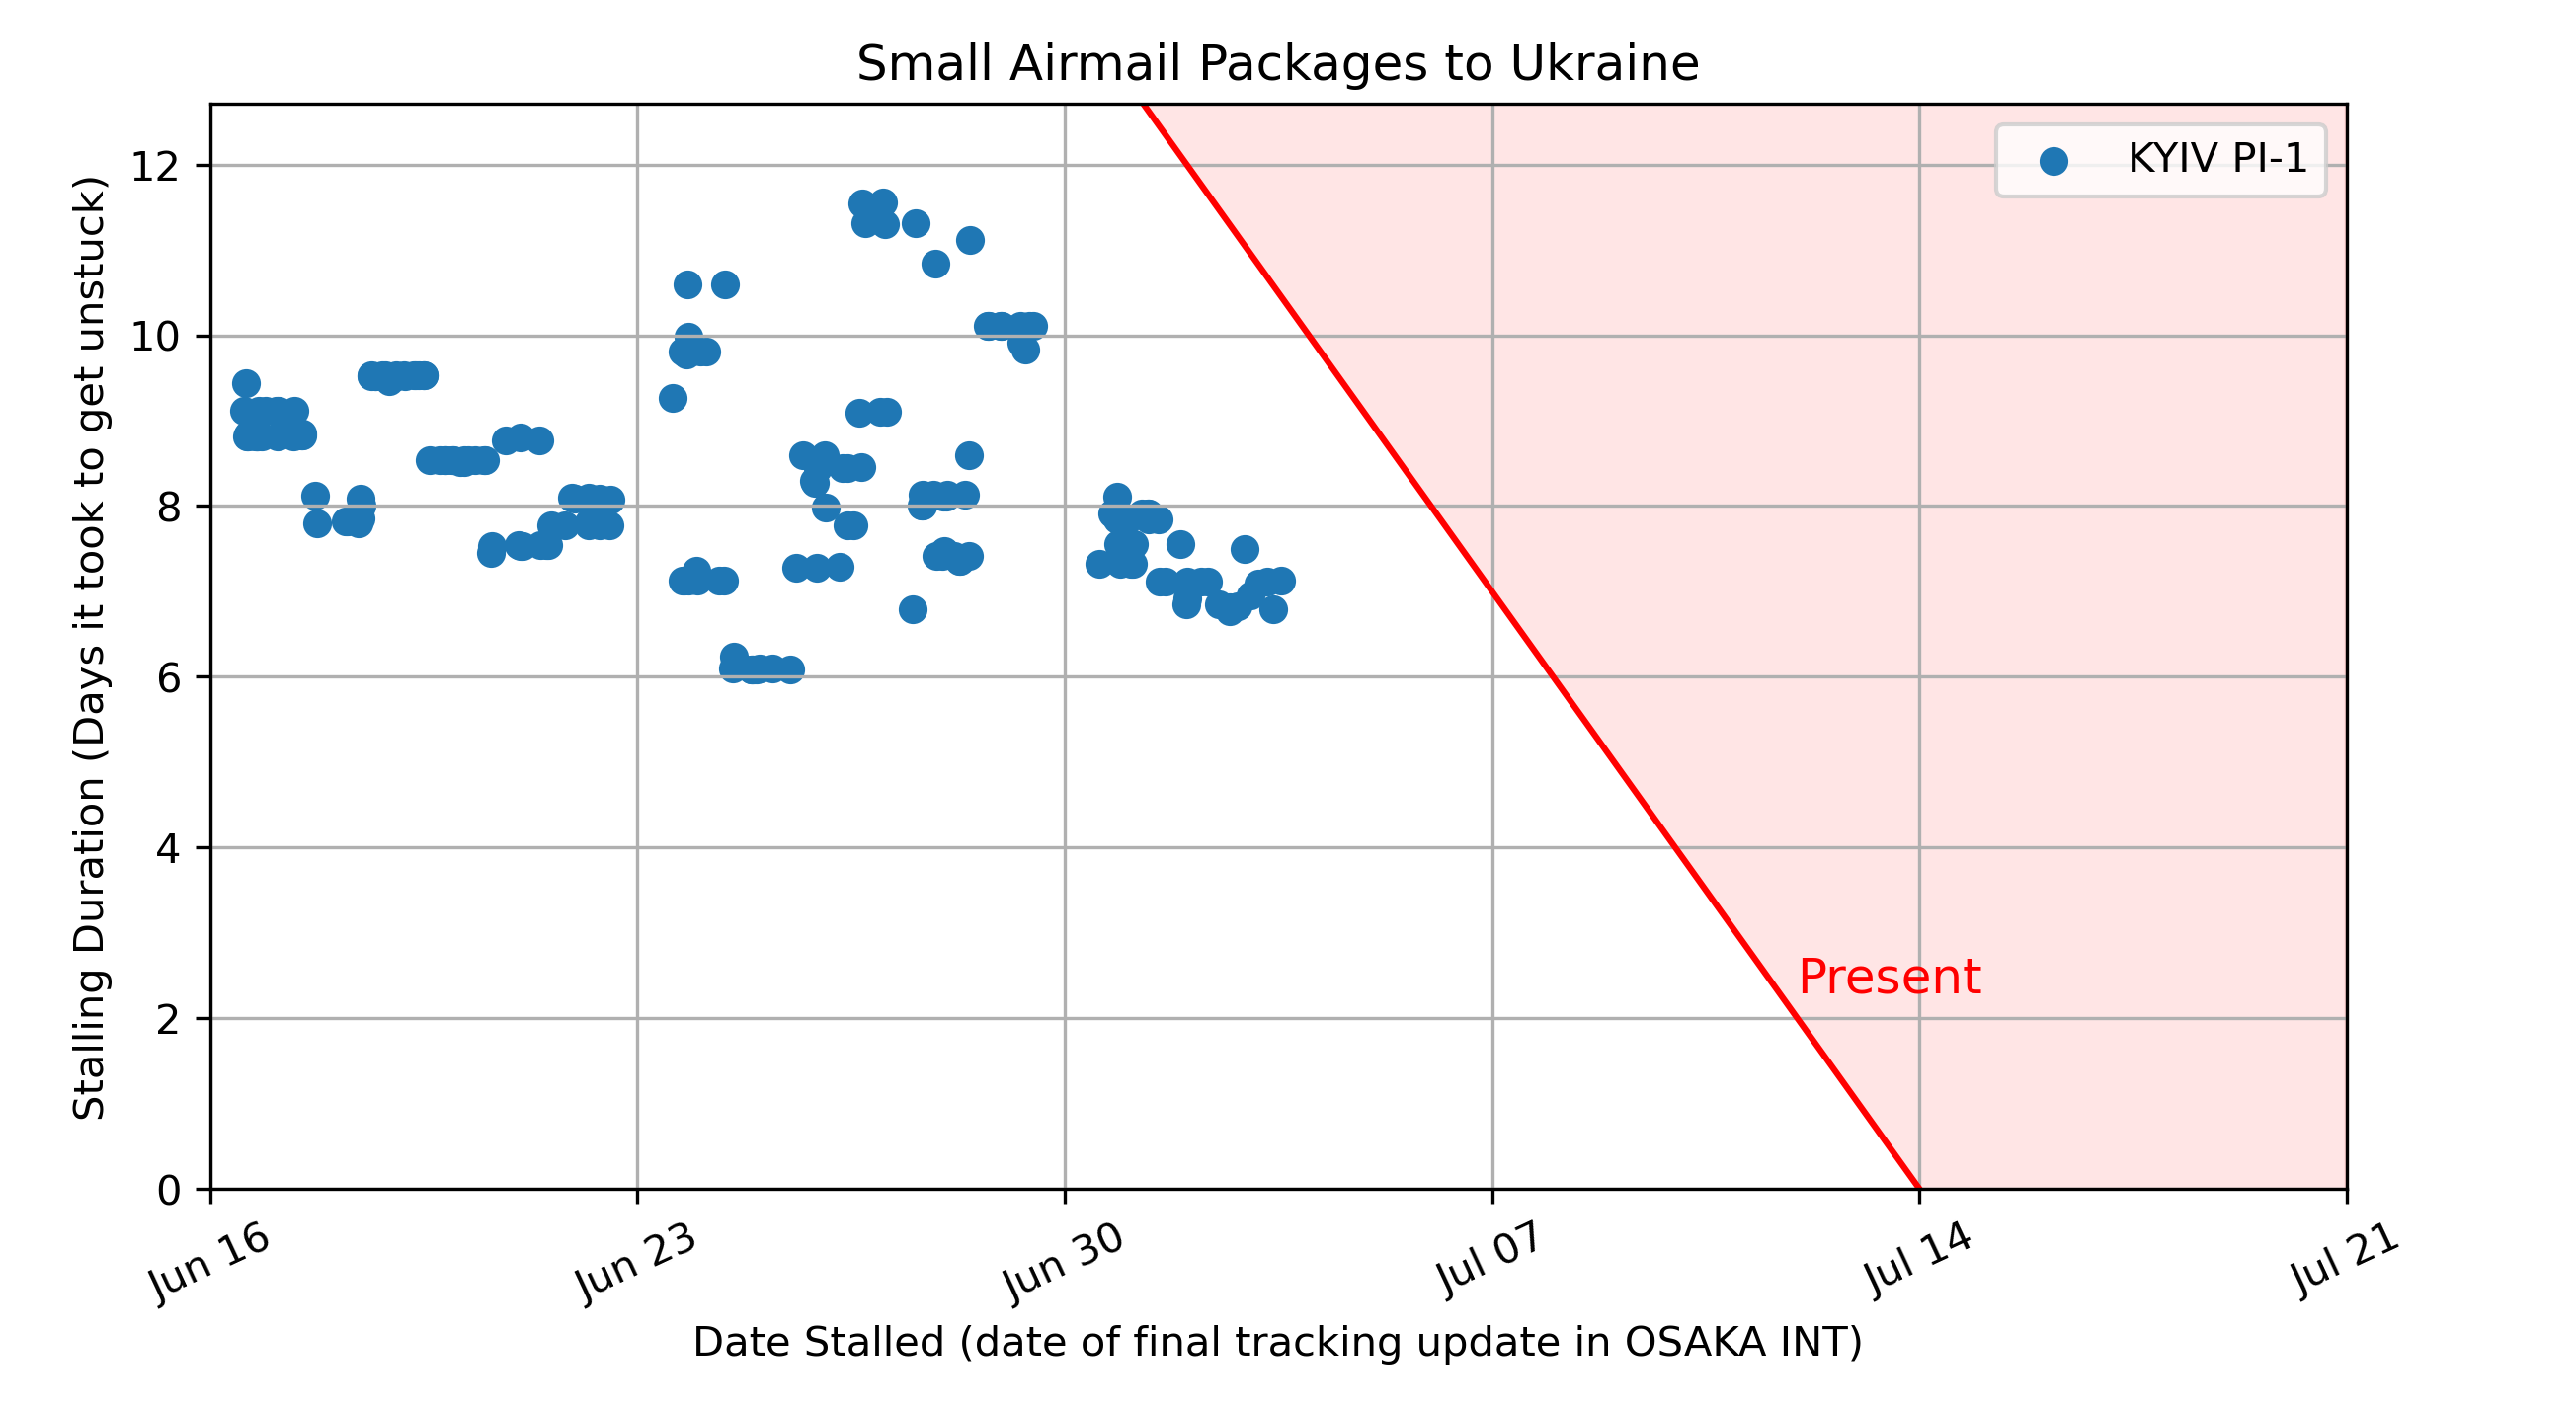 Small Airmail Packages to Ukraine
KYIV PI-1
Stalling Duration (Days it took to get unstuck)
12
10
8
6
4
2
0
Present
Jun 16
Jun 23
Jun 30
Jul 07
Jul 14
Jul 21
Date Stalled (date of final tracking update in OSAKA INT)